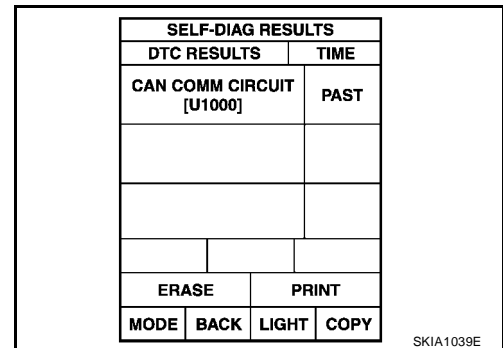 SELF-DIAG RESULTS
DTC RESULTS TIME
CAN COMM CIRCUIT
[U1000] PAST
ERASE PRINT
MODE BACK LIGHT COPY
SKIA1039E